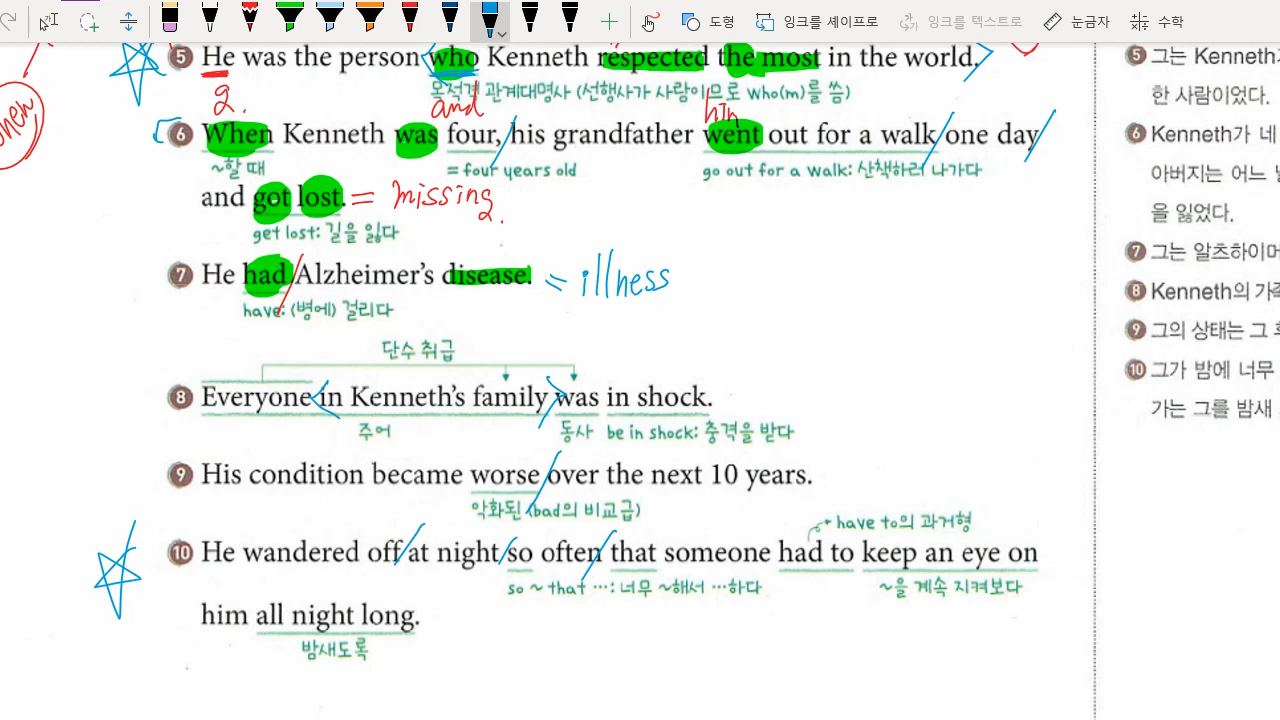 도형 잉크를 셰이프로 잉크를 텍스트로 눈금자 수학
5 He was the person who Kenneth respected the most in the world.
목적격 관계대명사 (선행사가 사람이므로 who(m)를 씀)
and
him
when
6 When Kenneth was four, his grandfather went out for a walk one day
~할 때
= four years old
go out for a walk: 산책하러 나가다
and got lost. = missing.
get lost: 길을 잃다
7 He had Alzheimer's disease. = illness
have: (병에) 걸리다
단수 취급
8 Everyone in Kenneth's family was in shock.
주어
동사
be in shock: 충격을 받다
9 His condition became worse over the next 10 years.
악화된 (bad의 비교급)
have to의 과거형
10 He wandered off at night so often that someone had to keep an eye on
so ~ that …: 너무 ~해서 …하다
~을 계속 지켜보다
him all night long.
밤새도록
5 그는 Kenneth가
한 사람이었다.
6 Kenneth가 네
아버지는 어느 날
을 잃었다.
7 그는 알츠하이머
8 Kenneth의 가족
9 그의 상태는 그 후
10 그가 밤에 너무
가는 그를 밤새